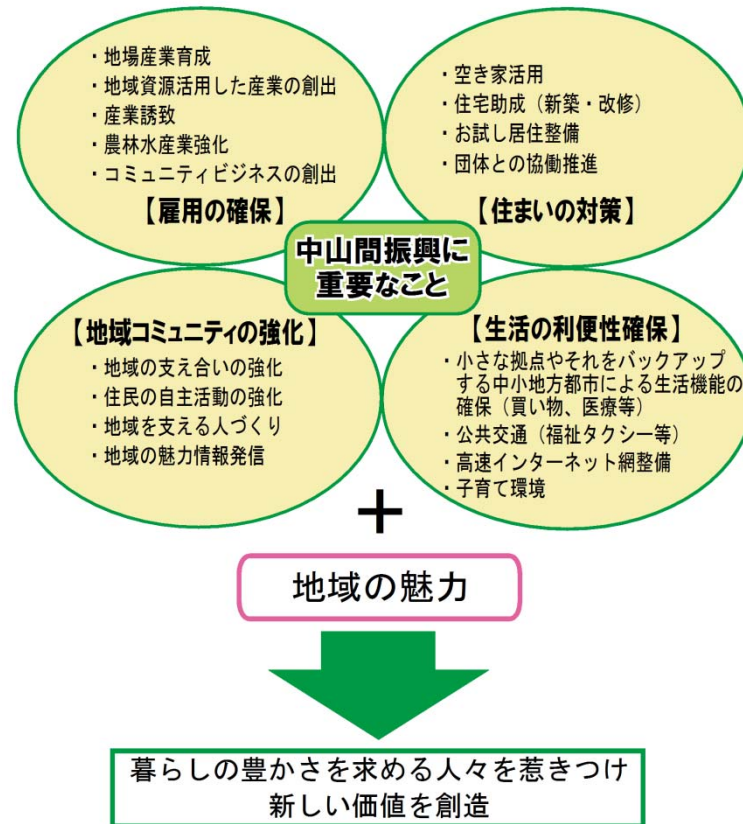 ・地場産業育成
・地域資源活用した産業の創出
・産業誘致
・農林水産業強化
・コミュニティビジネスの創出
【雇用の確保】
・空き家活用
・住宅助成（新築・改修）
・お試し居住整備
・団体との協働推進
【住まいの対策】
中山間振興に
重要なこと
【地域コミュニティの強化】
・地域の支え合いの強化
・住民の自主活動の強化
・地域を支える人づくり
・地域の魅力情報発信
【生活の利便性確保】
・小さな拠点やそれをバックアップ
する中小地方都市による生活機能の
確保（買い物、医療等）
・公共交通（福祉タクシー等）
・高速インターネット網整備
・子育て環境
＋
地域の魅力
暮らしの豊かさを求める人々を惹きつけ
新しい価値を創造